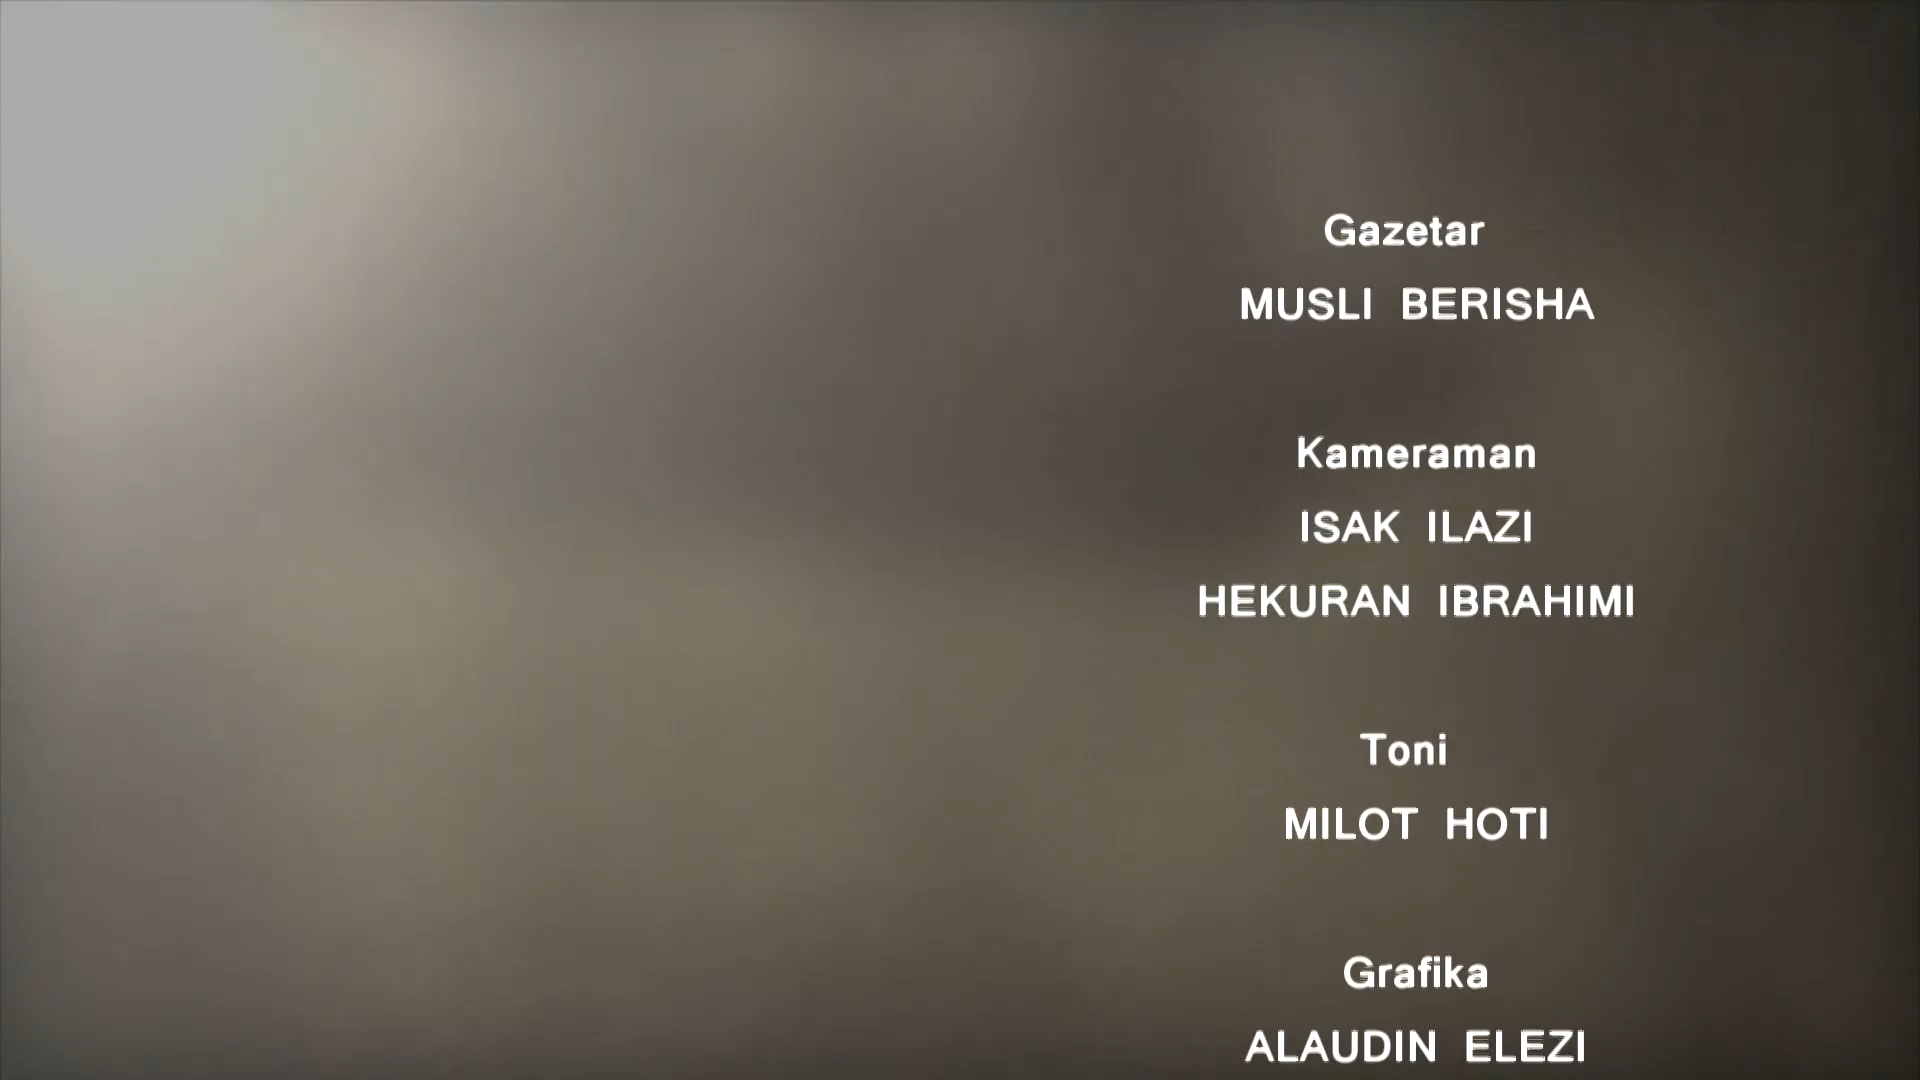 Gazetar
MUSLI BERISHA
Kameraman
ISAK ILAZI
HEKURAN IBRAHIMI
Toni
MILOT HOTI
Grafika
ALAUDIN ELEZI